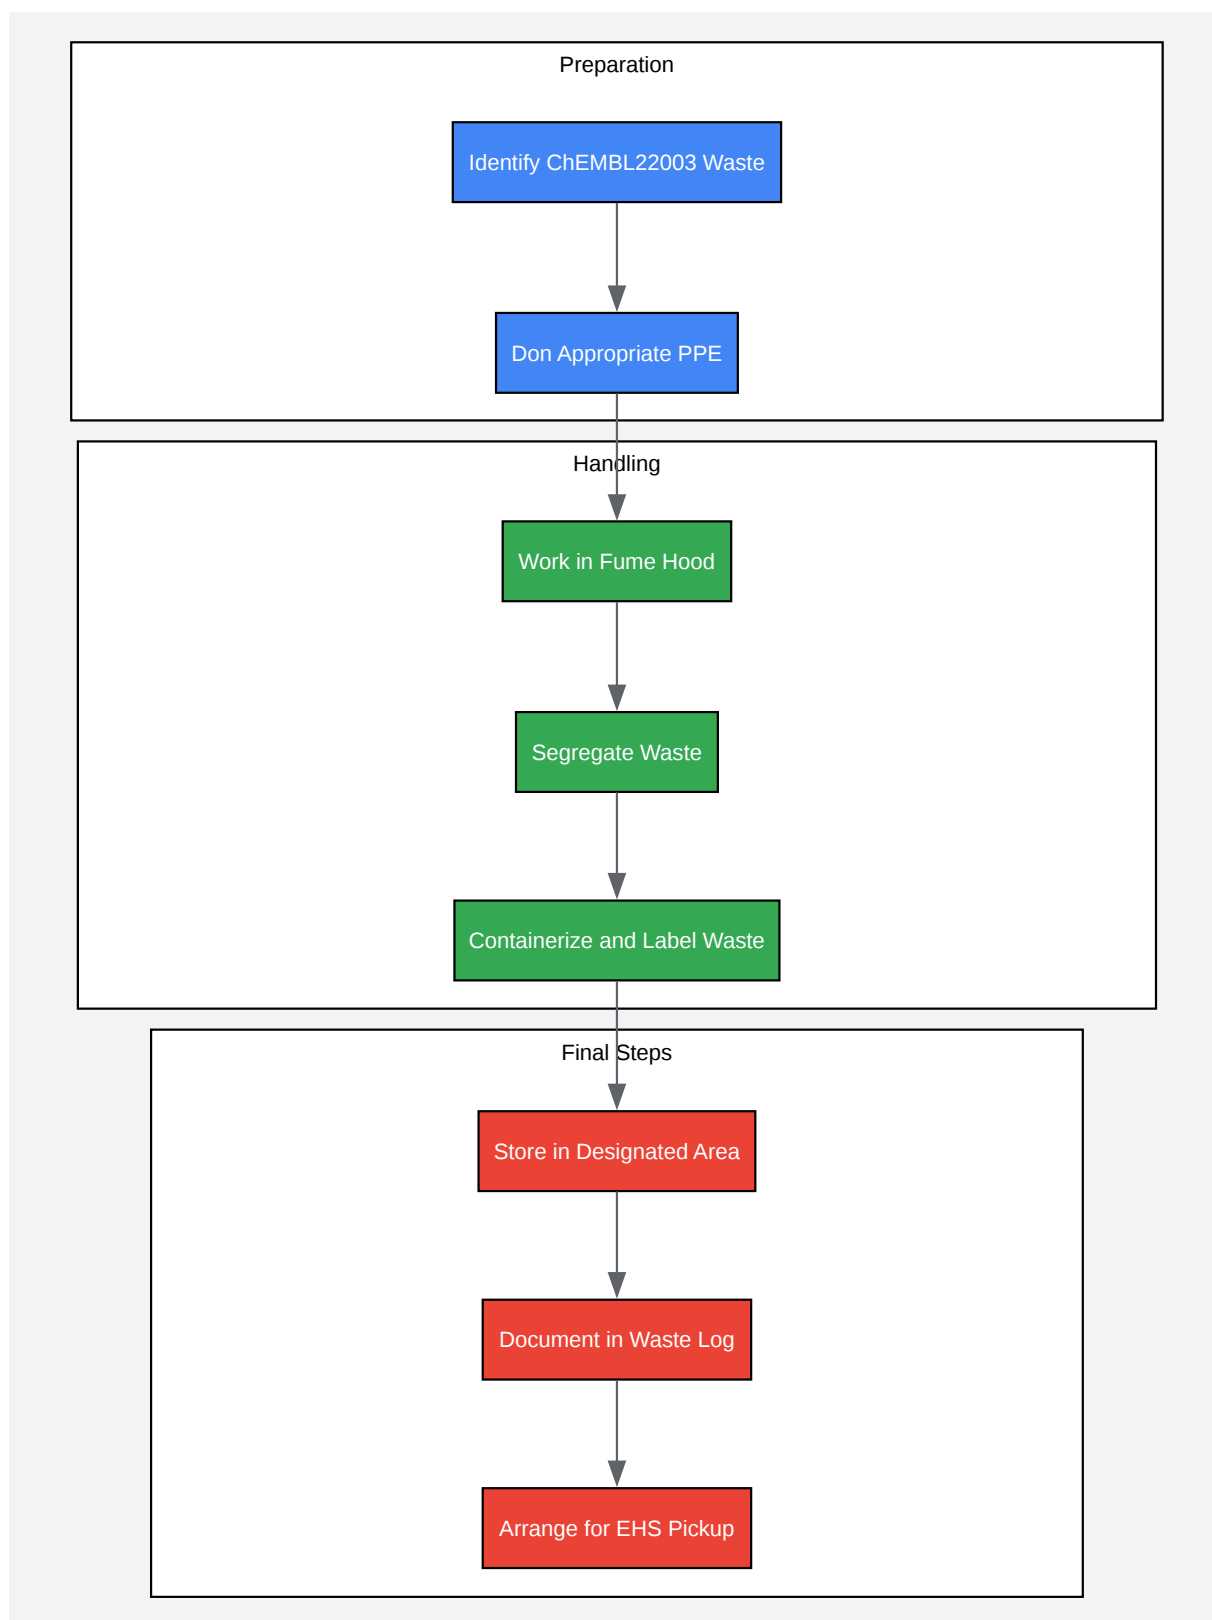 Preparation
Identify ChEMBL22003 Waste
Don Appropriate PPE
Handling
Work in Fume Hood
Segregate Waste
Containerize and Label Waste
Final Steps
Store in Designated Area
Document in Waste Log
Arrange for EHS Pickup